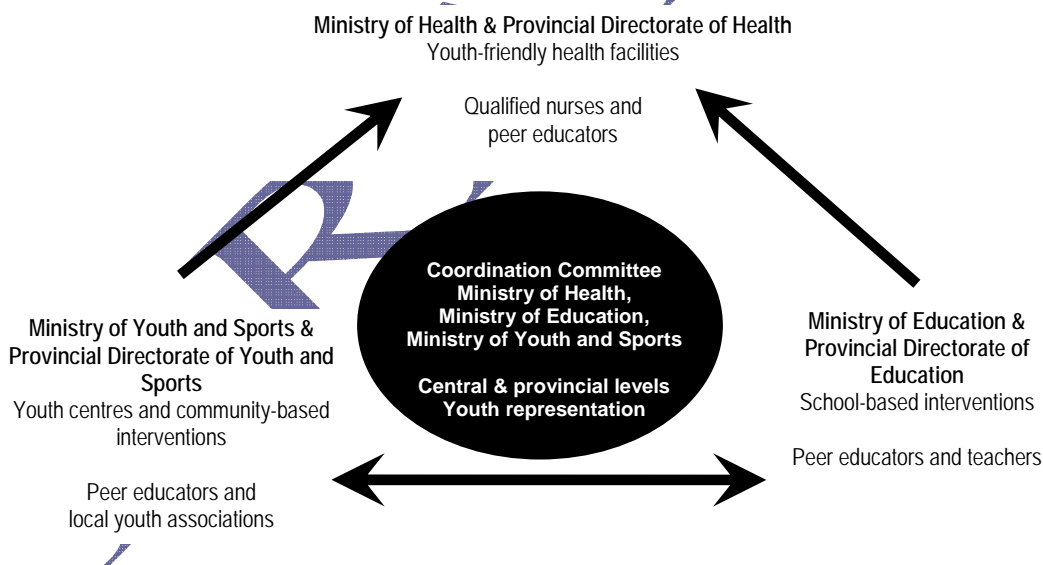 Ministry of Health & Provincial Directorate of Health
Youth-friendly health facilities
Qualified nurses and
peer educators
Coordination Committee
Ministry of Health,
Ministry of Education,
Ministry of Youth and Sports
Central & provincial levels
Youth representation
Ministry of Youth and Sports &
Provincial Directorate of Youth and
Sports
Youth centres and community-based
interventions
Peer educators and
local youth associations
Ministry of Education &
Provincial Directorate of
Education
School-based interventions
Peer educators and teachers